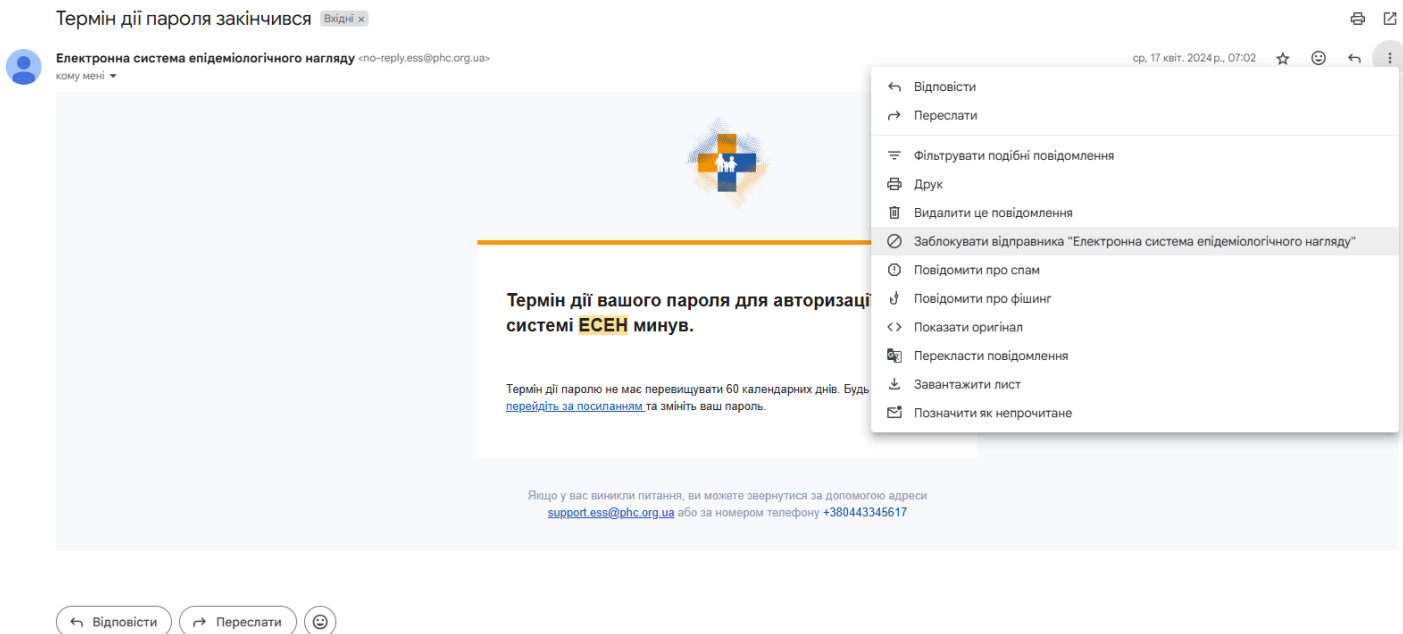 Термін дії пароля закінчився Вхідні ×
Електронна система епідеміологічного нагляду <no-reply.ess@phc.org.ua> ср, 17 квіт. 2024 р., 07:02
кому мені
Відповісти
Переслати
Фільтрувати подібні повідомлення
Друк
Видалити це повідомлення
Заблокувати відправника "Електронна система епідеміологічного нагляду"
Повідомити про спам
Повідомити про фішинг
Показати оригінал
Перекласти повідомлення
Завантажити лист
Позначити як непрочитане
Термін дії вашого пароля для авторизації
системі ЕСЕН минув.
Термін дії паролю не має перевищувати 60 календарних днів. Будь
перейдіть за посиланням та змініть ваш пароль.
Якщо у вас виникли питання, ви можете звернутися за допомогою адреси
support.ess@phc.org.ua або за номером телефону +380443345617
Відповісти Переслати